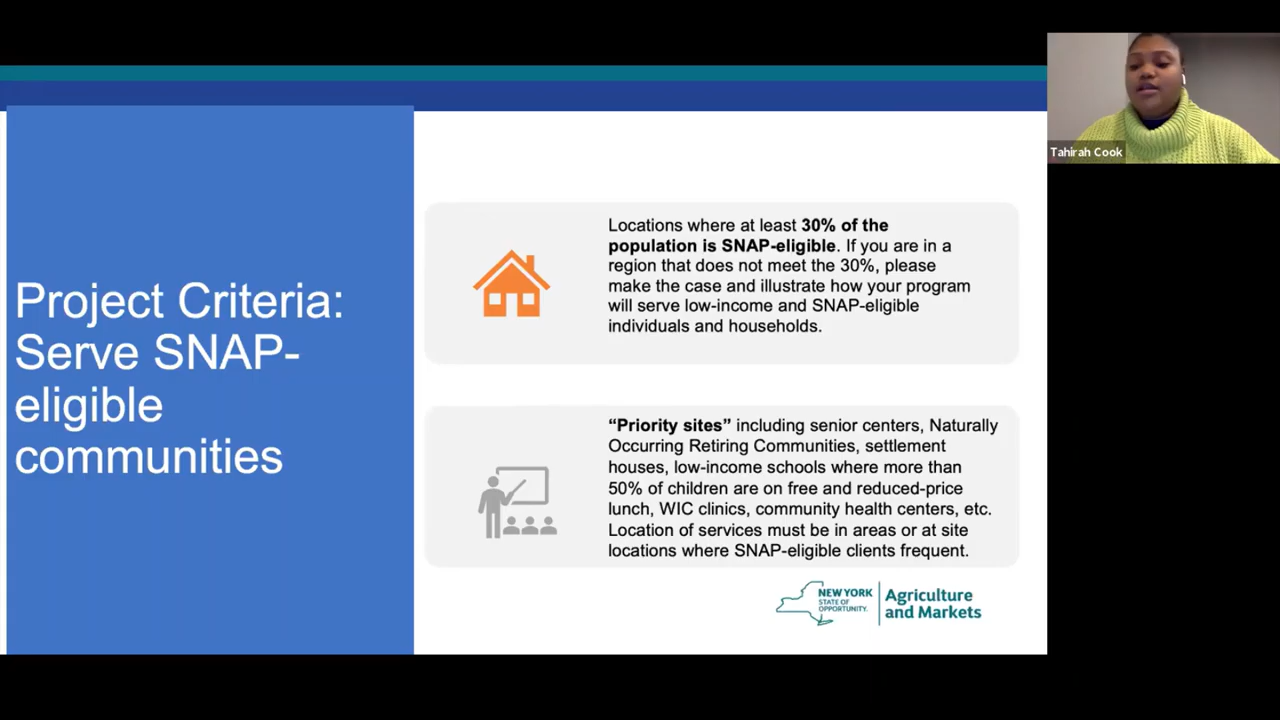 Project Criteria:
Serve SNAP-
eligible
communities
Locations where at least 30% of the
population is SNAP-eligible. If you are in a
region that does not meet the 30%, please
make the case and illustrate how your program
will serve low-income and SNAP-eligible
individuals and households.
“Priority sites” including senior centers, Naturally
Occurring Retiring Communities, settlement
houses, low-income schools where more than
50% of children are on free and reduced-price
lunch, WIC clinics, community health centers, etc.
Location of services must be in areas or at site
locations where SNAP-eligible clients frequent.
NEW YORK
STATE OF
OPPORTUNITY.
Agriculture
and Markets
Tahirah Cook